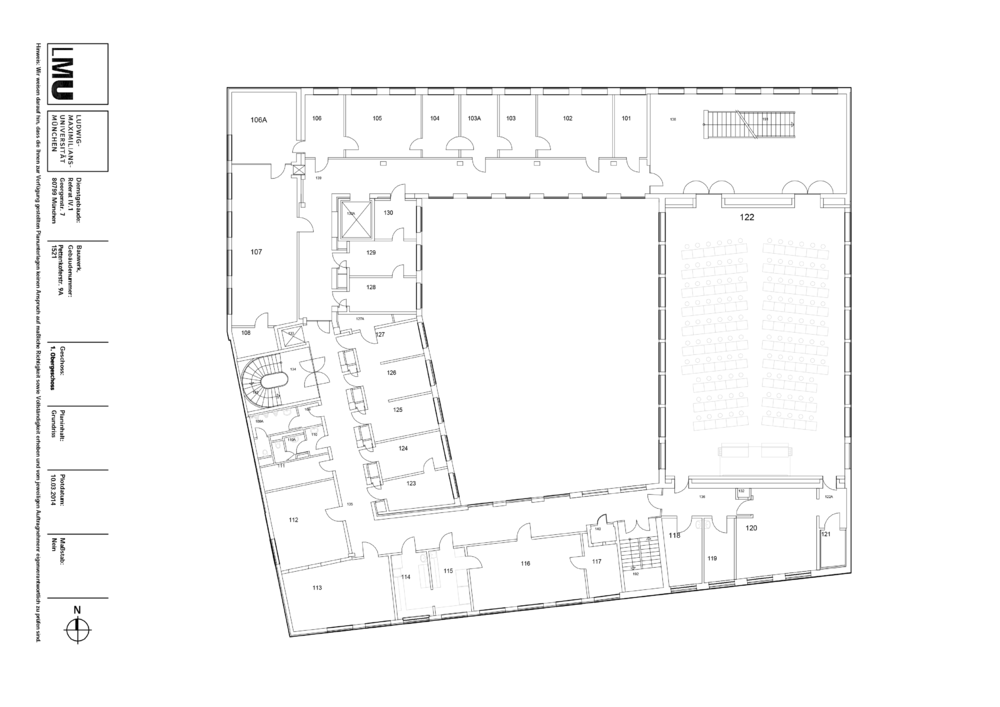 LMU
LUDWIG-
MAXIMILIANS-
UNIVERSITÄT
MÜNCHEN
Dienstgebäude:
Referat IV.1
Georgenstr. 7
80799 München
Bauwerk,
Gebäudenummer:
Pettenkoferstr. 9A
1521
Geschoss:
1. Obergeschoss
Planinhalt:
Grundriss
Plotdatum:
10.03.2014
Maßstab:
Nein
N
Hinweis: Wir weisen darauf hin, dass die Ihnen zur Verfügung gestellten Planunterlagen keinen Anspruch auf maßliche Richtigkeit sowie Vollständigkeit erheben und vom jeweiligen Auftragnehmer eigenverantwortlich zu prüfen sind.
106A
106
105
104
103A
103
102
101
130
122
107
129
128
108
127
126
125
124
123
112
113
114
115
116
117
118
119
120
121